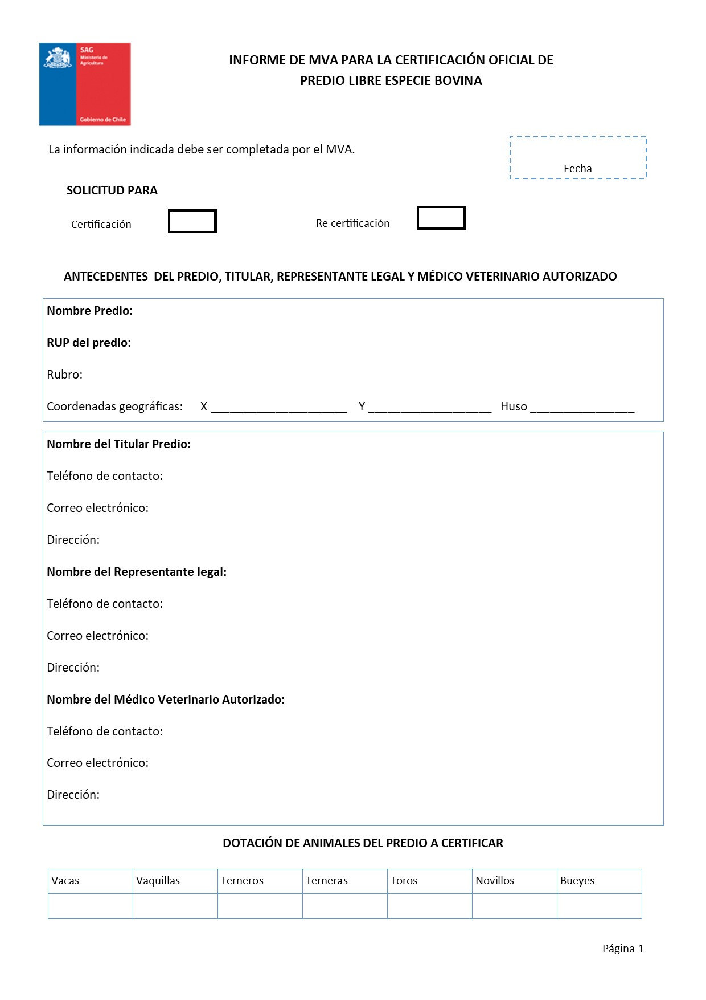 SAG
Ministerio de
Agricultura
Gobierno de Chile
INFORME DE MVA PARA LA CERTIFICACIÓN OFICIAL DE
PREDIO LIBRE ESPECIE BOVINA
La información indicada debe ser completada por el MVA.
Fecha
SOLICITUD PARA
Certificación Re certificación
ANTECEDENTES DEL PREDIO, TITULAR, REPRESENTANTE LEGAL Y MÉDICO VETERINARIO AUTORIZADO
Nombre Predio:
RUP del predio:
Rubro:
Coordenadas geográficas: X ______________________ Y ____________________ Huso _________________
Nombre del Titular Predio:
Teléfono de contacto:
Correo electrónico:
Dirección:
Nombre del Representante legal:
Teléfono de contacto:
Correo electrónico:
Dirección:
Nombre del Médico Veterinario Autorizado:
Teléfono de contacto:
Correo electrónico:
Dirección:
DOTACIÓN DE ANIMALES DEL PREDIO A CERTIFICAR
Vacas Vaquillas Terneros Terneras Toros Novillos Bueyes
Página 1